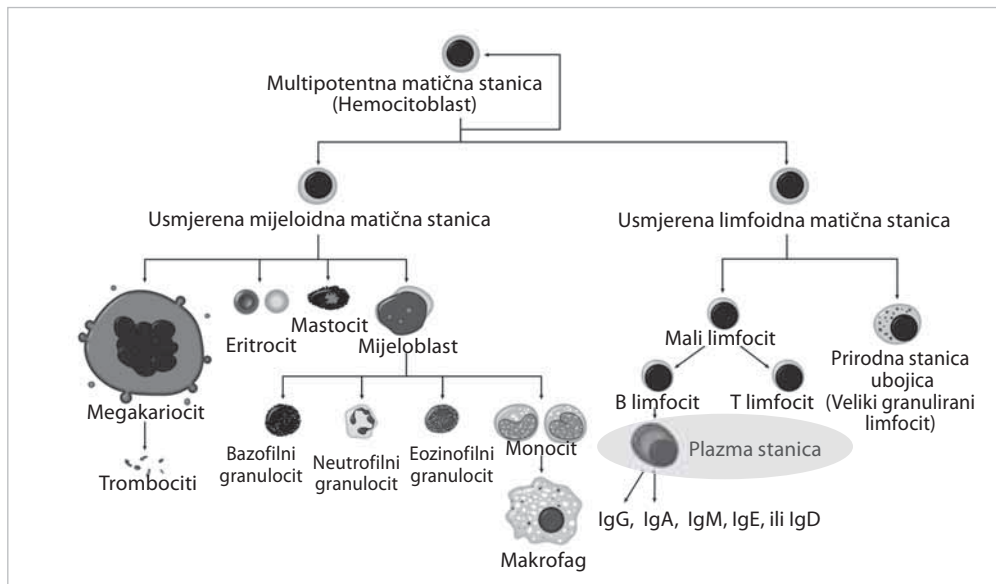 Multipotentna matična stanica
(Hemocitoblast)
Usmjerena mijeloidna matična stanica
Usmjerena limfoidna matična stanica
Megakariocit
Trombociti
Eritrocit
Mastocit
Mijeloblast
Bazofilni
granulocit
Neutrofilni
granulocit
Eozinofilni
granulocit
Monocit
Makrofag
Mali limfocit
Prirodna stanica
ubojica
(Veliki granulirani
limfocit)
B limfocit
T limfocit
Plazma stanica
IgG, IgA, IgM, IgE, ili IgD